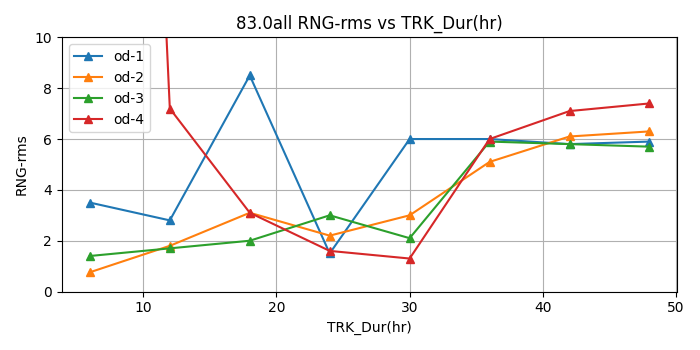 83.0all RNG-rms vs TRK_Dur(hr)
od-1
od-2
od-3
od-4
RNG-rms
10
8
6
4
2
0
10
20
30
40
50
TRK_Dur(hr)